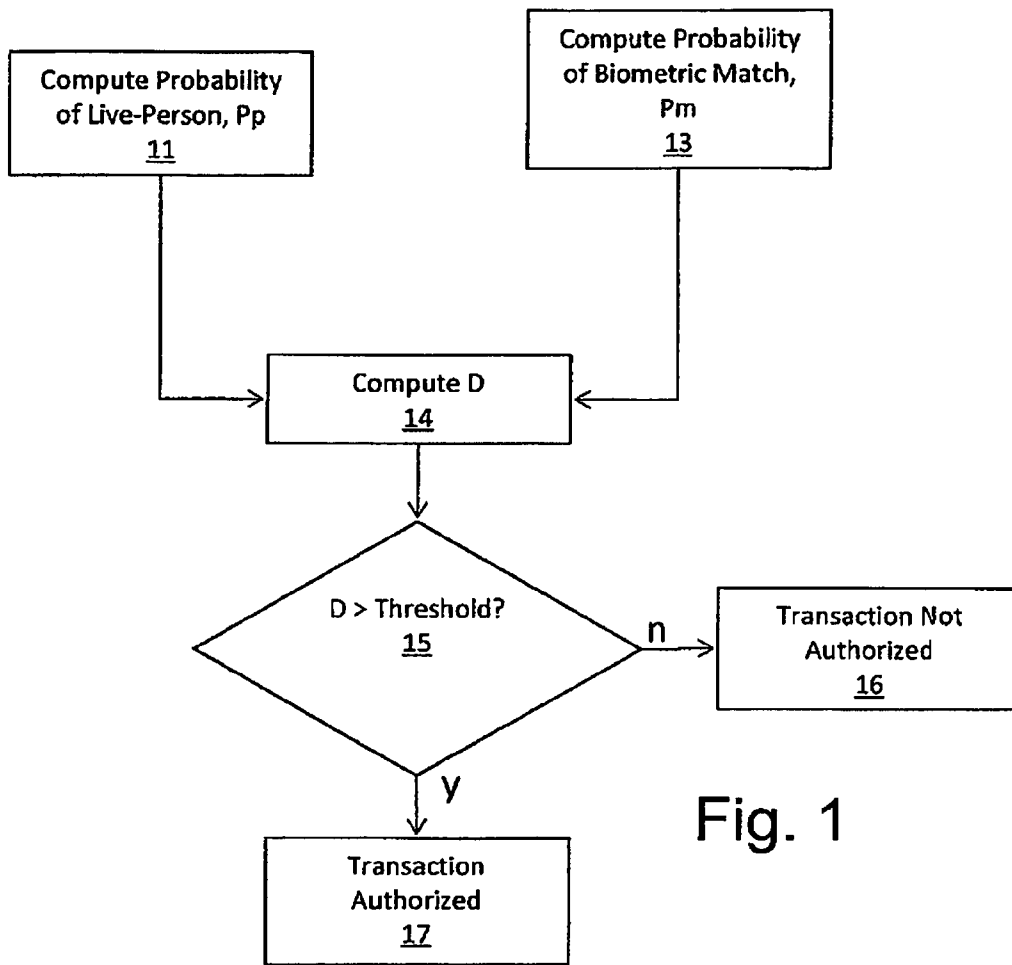 Compute Probability
of Live-Person, Pp
11
Compute Probability
of Biometric Match,
Pm
13
Compute D
14
D > Threshold?
15
n
Transaction Not
Authorized
16
y
Fig. 1
Transaction
Authorized
17